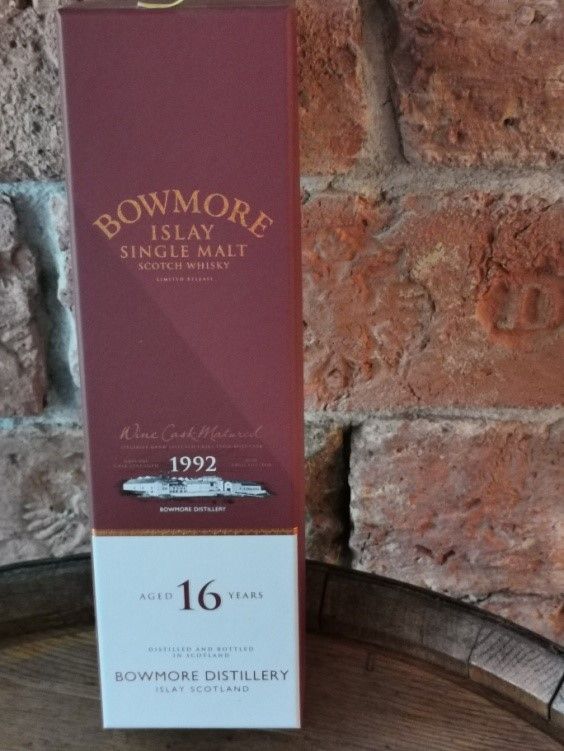 BOWMORE
ISLAY
SINGLE MALT
SCOTCH WHISKY
LIMITED RELEASE
Wine Cask Matured
1992
BOWMORE DISTILLERY
AGED 16 YEARS
DISTILLED AND BOTTLED
IN SCOTLAND
BOWMORE DISTILLERY
ISLAY SCOTLAND